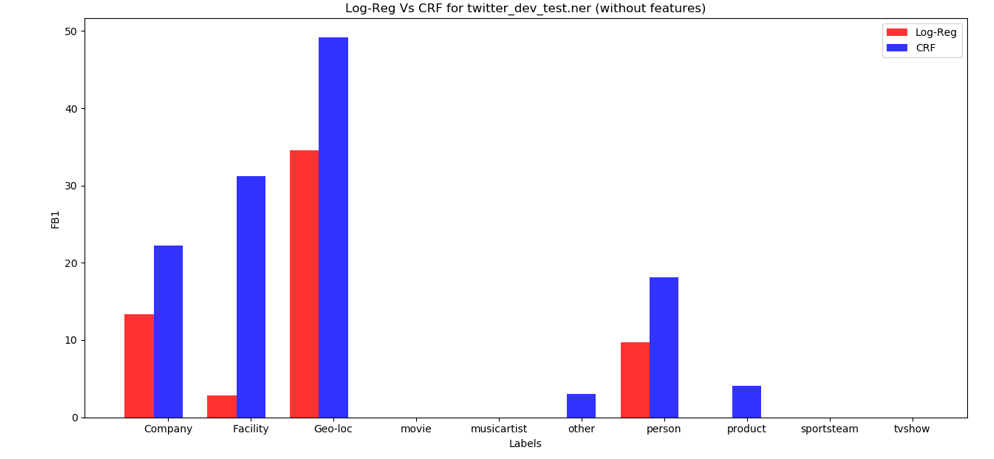 Log-Reg Vs CRF for twitter_dev_test.ner (without features)
Log-Reg
CRF
50
40
30
20
10
0
FB1
Company Facility Geo-loc movie musicartist other person product sportsteam tvshow
Labels